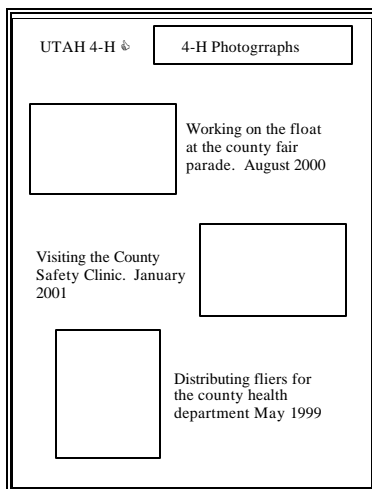 UTAH 4-H 👍
4-H Photogrraphs
Working on the float
at the county fair
parade.  August 2000
Visiting the County
Safety Clinic.  January
2001
Distributing fliers for
the county health
department May 1999